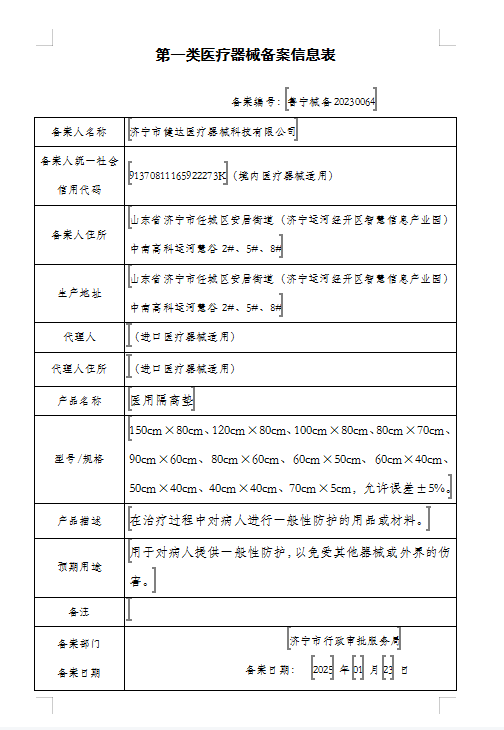 第一类医疗器械备案信息表
备案编号：鲁宁械备20230064
备案人名称 济宁市健达医疗器械科技有限公司
备案人统一社会信用代码 91370811165922273K（境内医疗器械适用）
备案人住所 山东省济宁市任城区安居街道（济宁运河经开区智慧信息产业园）
中南高科运河慧谷 2#、5#、8#
生产地址 山东省济宁市任城区安居街道（济宁运河经开区智慧信息产业园）
中南高科运河慧谷 2#、5#、8#
代理人 （进口医疗器械适用）
代理人住所 （进口医疗器械适用）
产品名称 医用隔离垫
型号/规格 150cm×80cm、120cm×80cm、100cm×80cm、80cm×70cm、
90cm×60cm、80cm×60cm、60cm×50cm、60cm×40cm、
50cm×40cm、40cm×40cm、70cm×5cm，允许误差±5%。
产品描述 在治疗过程中对病人进行一般性防护的用品或材料。
预期用途 用于对病人提供一般性防护，以免受其他器械或外界的伤
害。
备注
备案部门 济宁市行政审批服务局
备案日期 备案日期： 2025 年 01 月 23 日